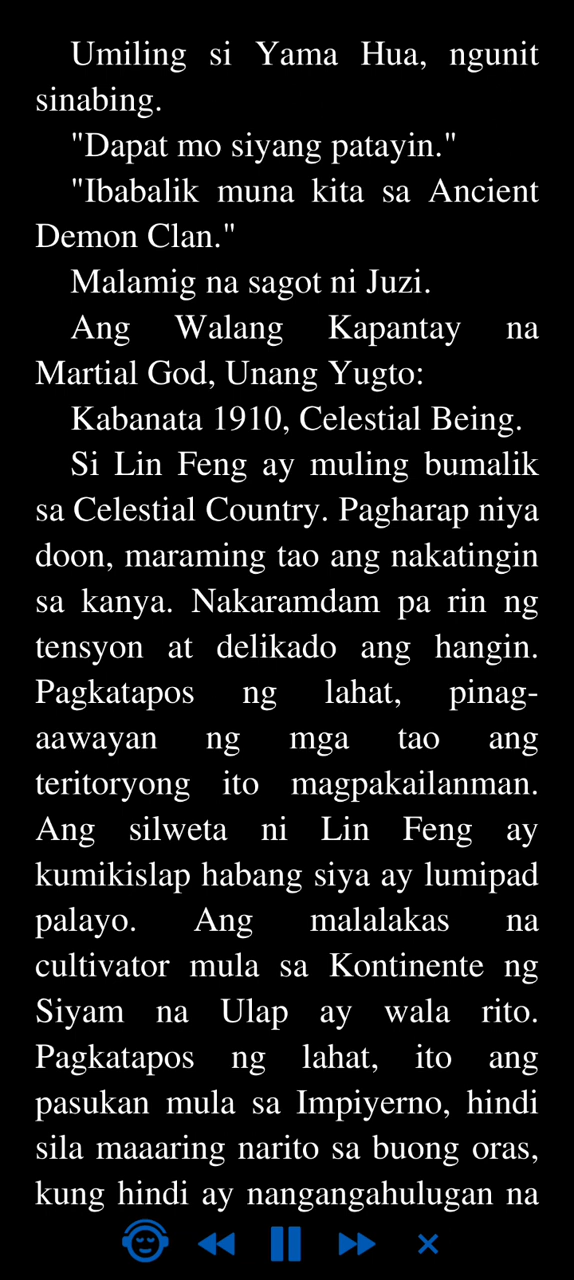 Umiling si Yama Hua, ngunit
sinabing.
"Dapat mo siyang patayin."
"Ibabalik muna kita sa Ancient
Demon Clan."
Malamig na sagot ni Juzi.
Ang Walang Kapantay na
Martial God, Unang Yugto:
Kabanata 1910, Celestial Being.
Si Lin Feng ay muling bumalik
sa Celestial Country. Pagharap niya
doon, maraming tao ang nakatingin
sa kanya. Nakaramdam pa rin ng
tensyon at delikado ang hangin.
Pagkatapos ng lahat, pinag-
aawayan ng mga tao ang
teritoryong ito magpakailanman.
Ang silweta ni Lin Feng ay
kumikislap habang siya ay lumipad
palayo. Ang malalakas na
cultivator mula sa Kontinente ng
Siyam na Ulap ay wala rito.
Pagkatapos ng lahat, ito ang
pasukan mula sa Impiyerno, hindi
sila maaaring narito sa buong oras,
kung hindi ay nangangahulugan na